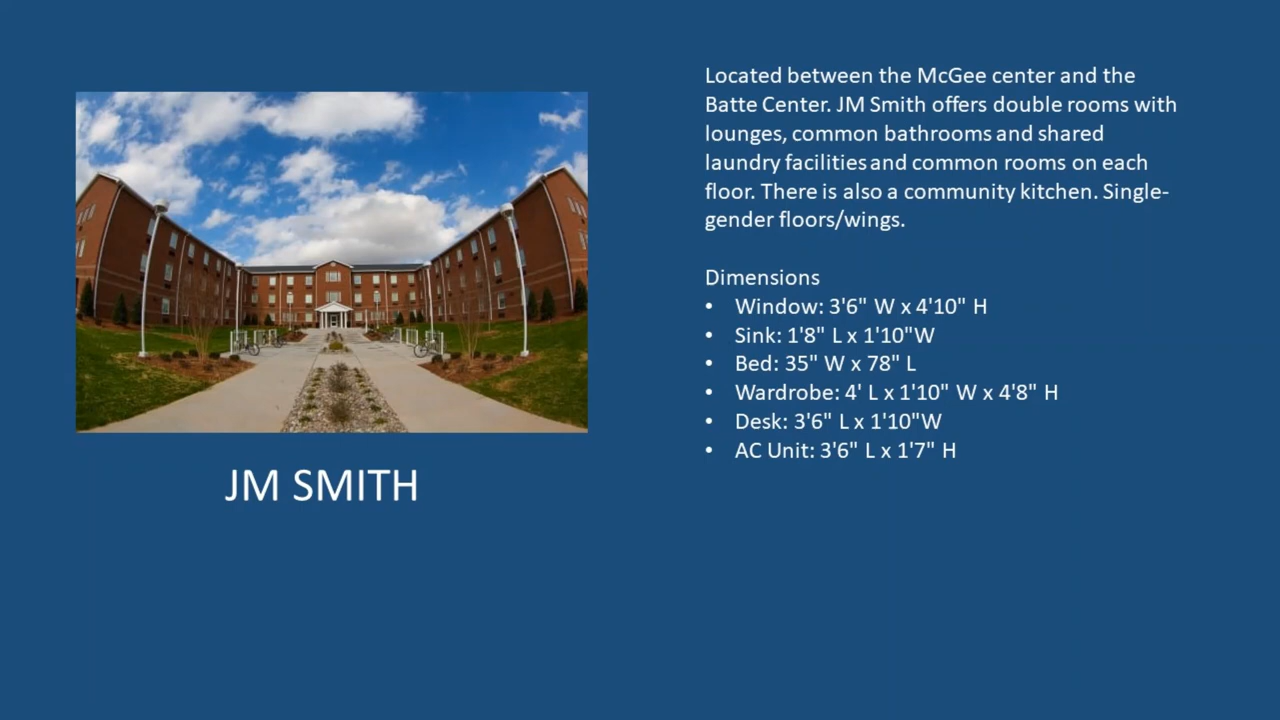 Located between the McGee center and the
Batte Center. JM Smith offers double rooms with
lounges, common bathrooms and shared
laundry facilities and common rooms on each
floor. There is also a community kitchen. Single-
gender floors/wings.
Dimensions
• Window: 3'6" W x 4'10" H
• Sink: 1'8" L x 1'10"W
• Bed: 35" W x 78" L
• Wardrobe: 4' L x 1'10" W x 4'8" H
• Desk: 3'6" L x 1'10"W
• AC Unit: 3'6" L x 1'7" H
JM SMITH